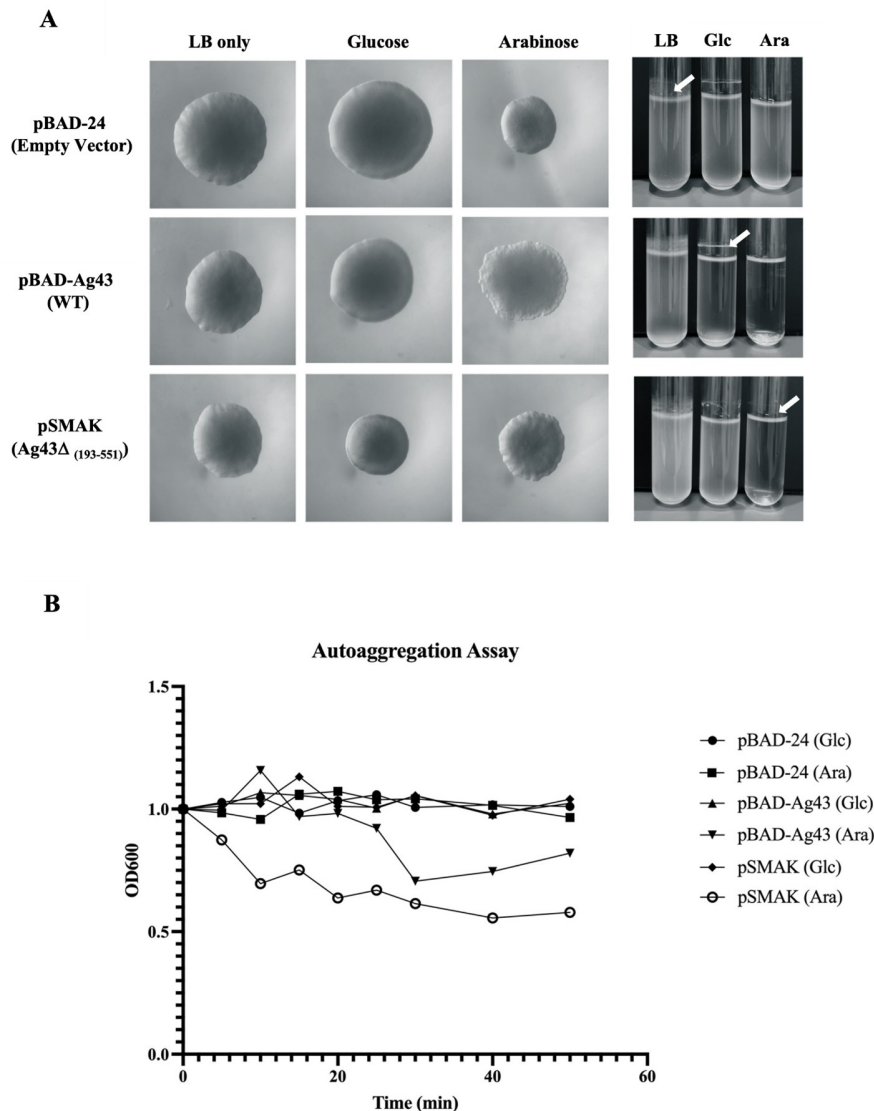 A
LB only Glucose Arabinose LB Glc Ara
pBAD-24
(Empty Vector)
pBAD-Ag43
(WT)
pSMAK
(Ag43Δ (193-551))
B
Autoaggregation Assay
1.5
1.0
0.5
0.0
OD600
0 20 40 60
Time (min)
pBAD-24 (Glc)
pBAD-24 (Ara)
pBAD-Ag43 (Glc)
pBAD-Ag43 (Ara)
pSMAK (Glc)
pSMAK (Ara)